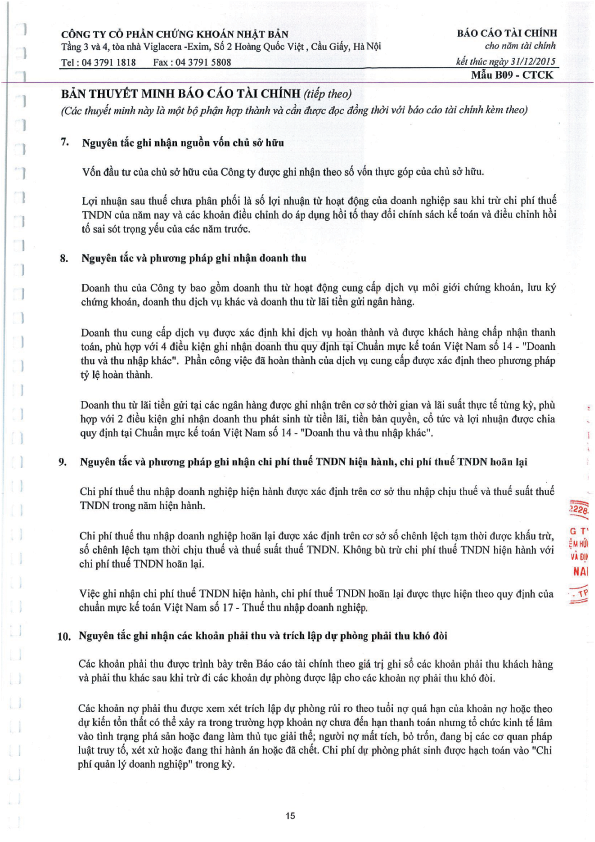 CÔNG TY CỔ PHẦN CHỨNG KHOÁN NHẬT BẢN
BÁO CÁO TÀI CHÍNH
Tầng 3 và 4, tòa nhà Viglacera -Exim, Số 2 Hoàng Quốc Việt , Cầu Giấy, Hà Nội
cho năm tài chính
Tel : 04 3791 1818 Fax : 04 3791 5808
kết thúc ngày 31/12/2015
Mẫu B09 - CTCK
BẢN THUYẾT MINH BÁO CÁO TÀI CHÍNH (tiếp theo)
(Các thuyết minh này là một bộ phận hợp thành và cần được đọc đồng thời với báo cáo tài chính kèm theo)
7. Nguyên tắc ghi nhận nguồn vốn chủ sở hữu
Vốn đầu tư của chủ sở hữu của Công ty được ghi nhận theo số vốn thực góp của chủ sở hữu.
Lợi nhuận sau thuế chưa phân phối là số lợi nhuận từ hoạt động của doanh nghiệp sau khi trừ chi phí thuế
TNDN của năm nay và các khoản điều chỉnh do áp dụng hồi tố thay đổi chính sách kế toán và điều chỉnh hồi
tố sai sót trọng yếu của các năm trước.
8. Nguyên tắc và phương pháp ghi nhận doanh thu
Doanh thu của Công ty bao gồm doanh thu từ hoạt động cung cấp dịch vụ môi giới chứng khoán, lưu ký
chứng khoán, doanh thu dịch vụ khác và doanh thu từ lãi tiền gửi ngân hàng.
Doanh thu cung cấp dịch vụ được xác định khi dịch vụ hoàn thành và được khách hàng chấp nhận thanh
toán, phù hợp với 4 điều kiện ghi nhận doanh thu quy định tại Chuẩn mực kế toán Việt Nam số 14 - "Doanh
thu và thu nhập khác". Phần công việc đã hoàn thành của dịch vụ cung cấp được xác định theo phương pháp
tỷ lệ hoàn thành.
Doanh thu từ lãi tiền gửi tại các ngân hàng được ghi nhận trên cơ sở thời gian và lãi suất thực tế từng kỳ, phù
hợp với 2 điều kiện ghi nhận doanh thu phát sinh từ tiền lãi, tiền bản quyền, cổ tức và lợi nhuận được chia
quy định tại Chuẩn mực kế toán Việt Nam số 14 - "Doanh thu và thu nhập khác".
9. Nguyên tắc và phương pháp ghi nhận chi phí thuế TNDN hiện hành, chi phí thuế TNDN hoãn lại
Chi phí thuế thu nhập doanh nghiệp hiện hành được xác định trên cơ sở thu nhập chịu thuế và thuế suất thuế
TNDN trong năm hiện hành.
Chi phí thuế thu nhập doanh nghiệp hoãn lại được xác định trên cơ sở số chênh lệch tạm thời được khấu trừ,
số chênh lệch tạm thời chịu thuế và thuế suất thuế TNDN. Không bù trừ chi phí thuế TNDN hiện hành với
chi phí thuế TNDN hoãn lại.
Việc ghi nhận chi phí thuế TNDN hiện hành, chi phí thuế TNDN hoãn lại được thực hiện theo quy định của
chuẩn mực kế toán Việt Nam số 17 - Thuế thu nhập doanh nghiệp.
2228
G T
NAI
- TP
10. Nguyên tắc ghi nhận các khoản phải thu và trích lập dự phòng phải thu khó đòi
Các khoản phải thu được trình bày trên Báo cáo tài chính theo giá trị ghi sổ các khoản phải thu khách hàng
và phải thu khác sau khi trừ đi các khoản dự phòng được lập cho các khoản nợ phải thu khó đòi.
Các khoản nợ phải thu được xem xét trích lập dự phòng rủi ro theo tuổi nợ quá hạn của khoản nợ hoặc theo
dự kiến tổn thất có thể xảy ra trong trường hợp khoản nợ chưa đến hạn thanh toán nhưng tổ chức kinh tế lâm
vào tình trạng phá sản hoặc đang làm thủ tục giải thể; người nợ mất tích, bỏ trốn, đang bị các cơ quan pháp
luật truy tố, xét xử hoặc đang thi hành án hoặc đã chết. Chi phí dự phòng phát sinh được hạch toán vào "Chi
phí quản lý doanh nghiệp" trong kỳ.
15